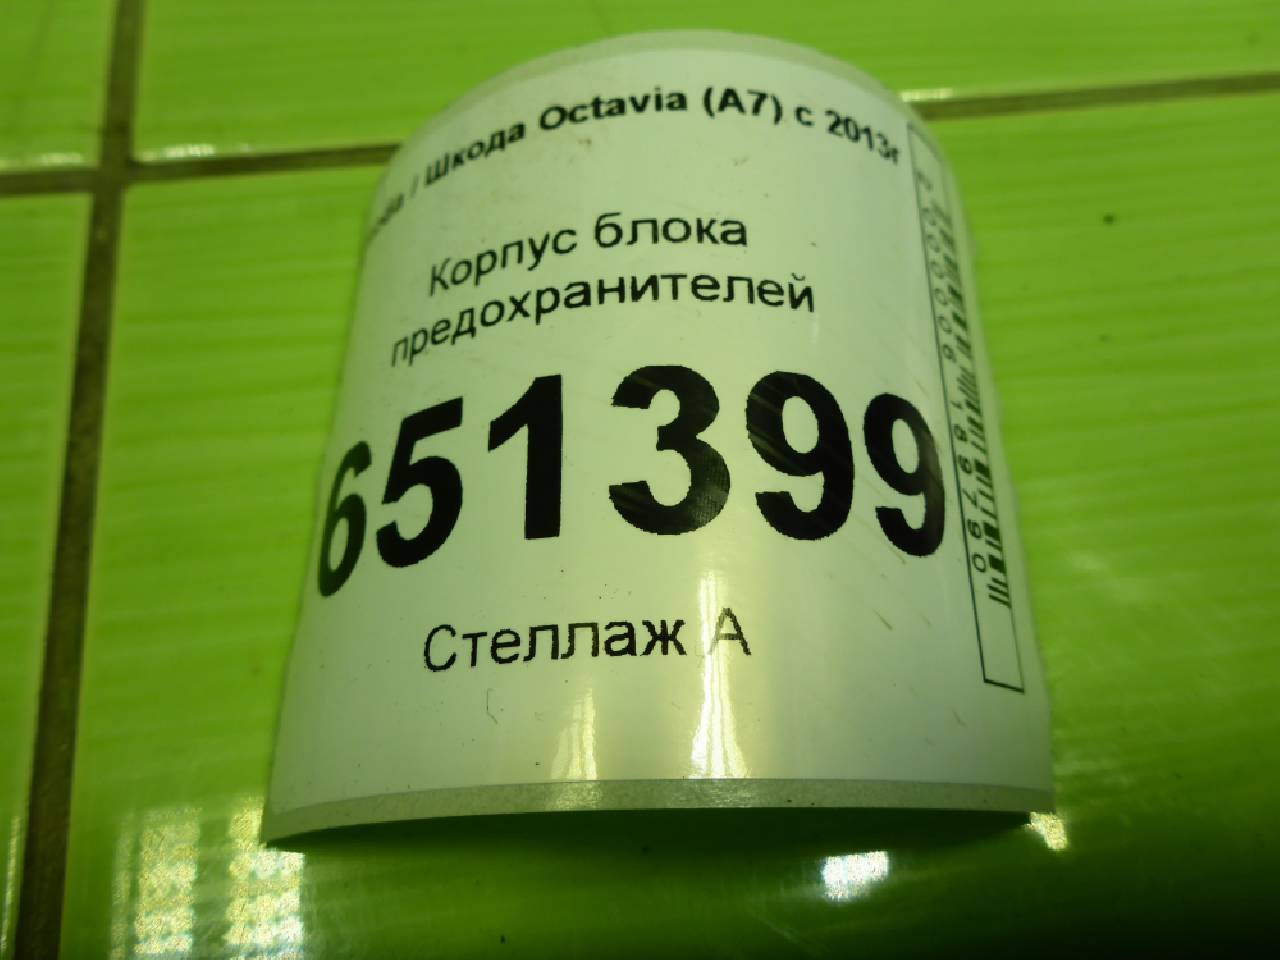 / Шкода Octavia (A7) с 2013г
Корпус блока
предохранителей
651399
Стеллаж А